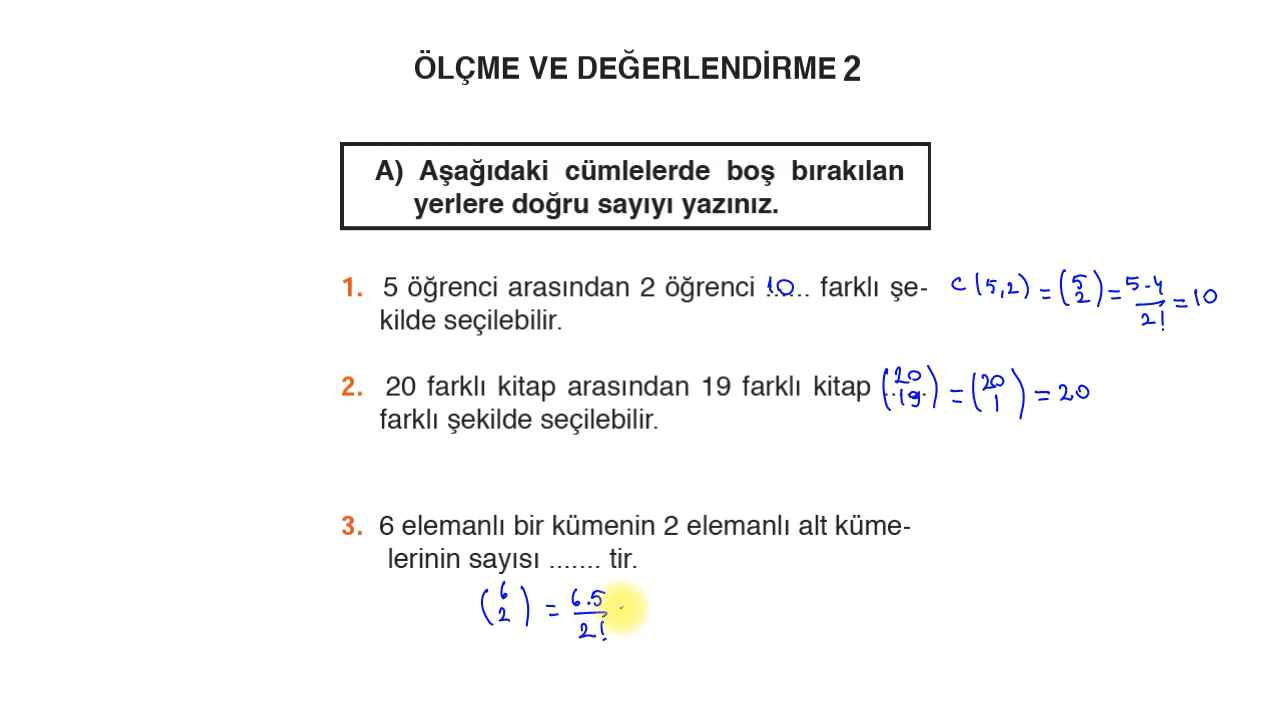 ÖLÇME VE DEĞERLENDİRME 2
A) Aşağıdaki cümlelerde boş bırakılan
yerlere doğru sayıyı yazınız.
1. 5 öğrenci arasından 2 öğrenci ..10.. farklı şe- C(5,2) = (5 2) = 5.4/2! = 10
kilde seçilebilir.
2. 20 farklı kitap arasından 19 farklı kitap (20 19) = (20 1) = 20
farklı şekilde seçilebilir.
3. 6 elemanlı bir kümenin 2 elemanlı alt küme-
lerinin sayısı ....... tir.
(6 2) = 6.5/2!